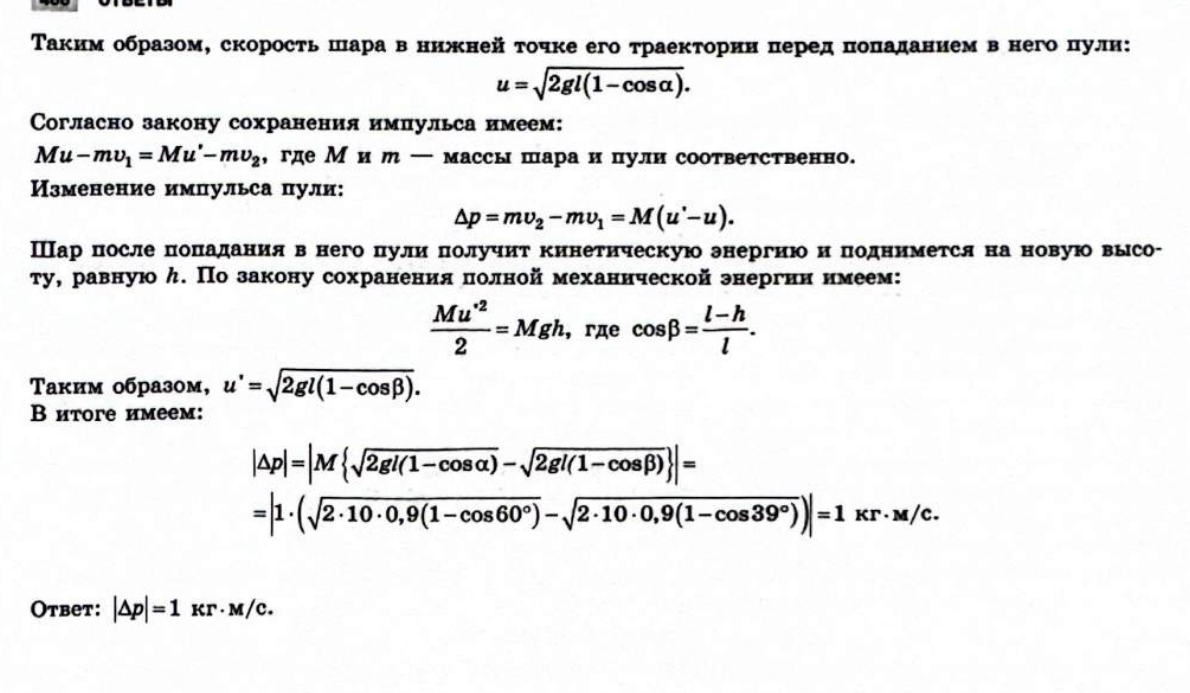 ОТВЕТЫ
Таким образом, скорость шара в нижней точке его траектории перед попаданием в него пули:
u = √(2gl(1−cosα)).
Согласно закону сохранения импульса имеем:
Mu − mv₁ = Mu' − mv₂, где M и m — массы шара и пули соответственно.
Изменение импульса пули:
Δp = mv₂ − mv₁ = M(u' − u).
Шар после попадания в него пули получит кинетическую энергию и поднимется на новую высо-
ту, равную h. По закону сохранения полной механической энергии имеем:
Mu'²/2 = Mgh, где cosβ = (l−h)/l.
Таким образом, u' = √(2gl(1−cosβ)).
В итоге имеем:
|Δp| = |M{√(2gl(1−cosα)) − √(2gl(1−cosβ))}| =
= |1·(√(2·10·0,9(1−cos60°)) − √(2·10·0,9(1−cos39°)))| = 1 кг·м/с.
Ответ: |Δp| = 1 кг·м/с.